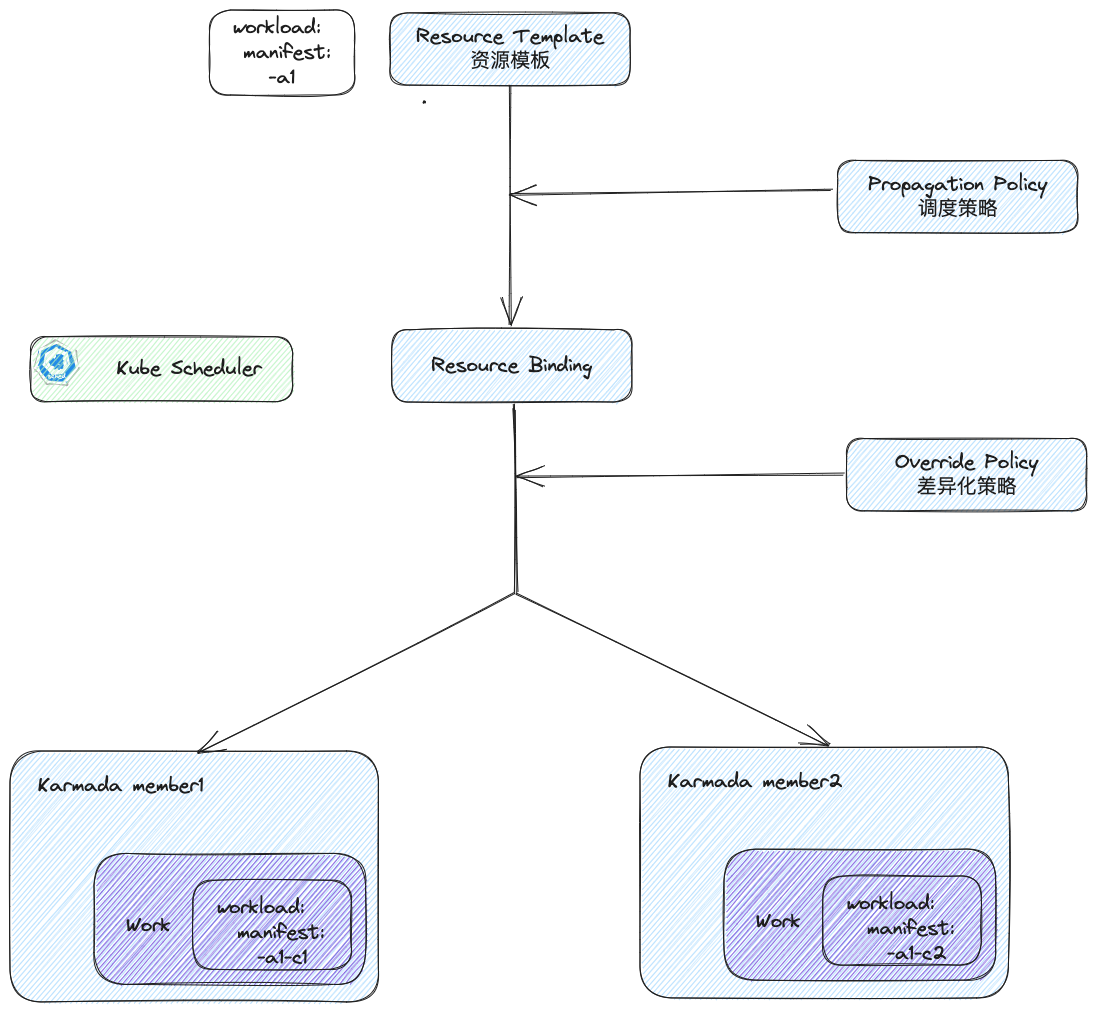 workload:
manifest:
-a1
Resource Template
资源模板
Propagation Policy
调度策略
Kube Scheduler
Resource Binding
Override Policy
差异化策略
Karmada member1
Work
workload:
manifest:
-a1-c1
Karmada member2
Work
workload:
manifest:
-a1-c2